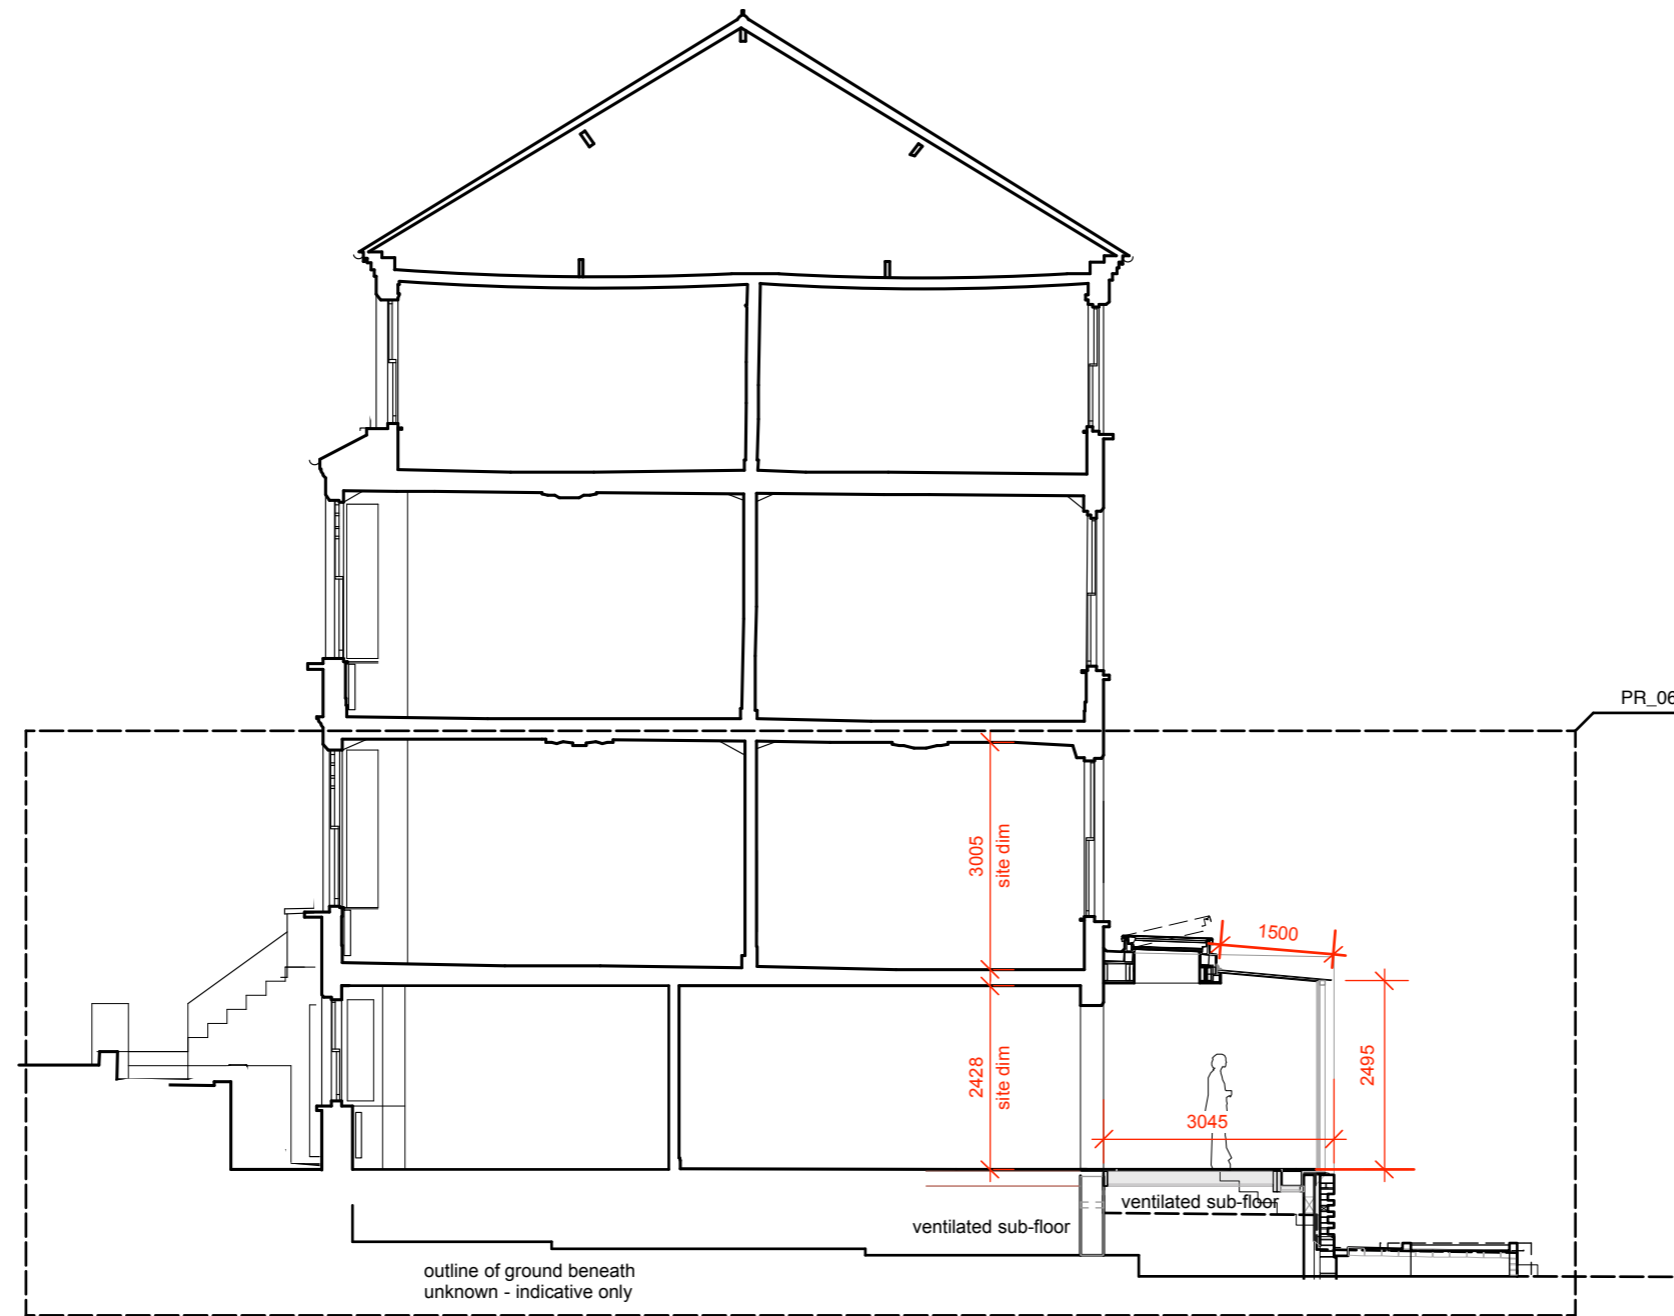 PR_06
3005
site dim
1500
2428
site dim
2495
3045
ventilated sub-floor
ventilated sub-floor
outline of ground beneath
unknown - indicative only